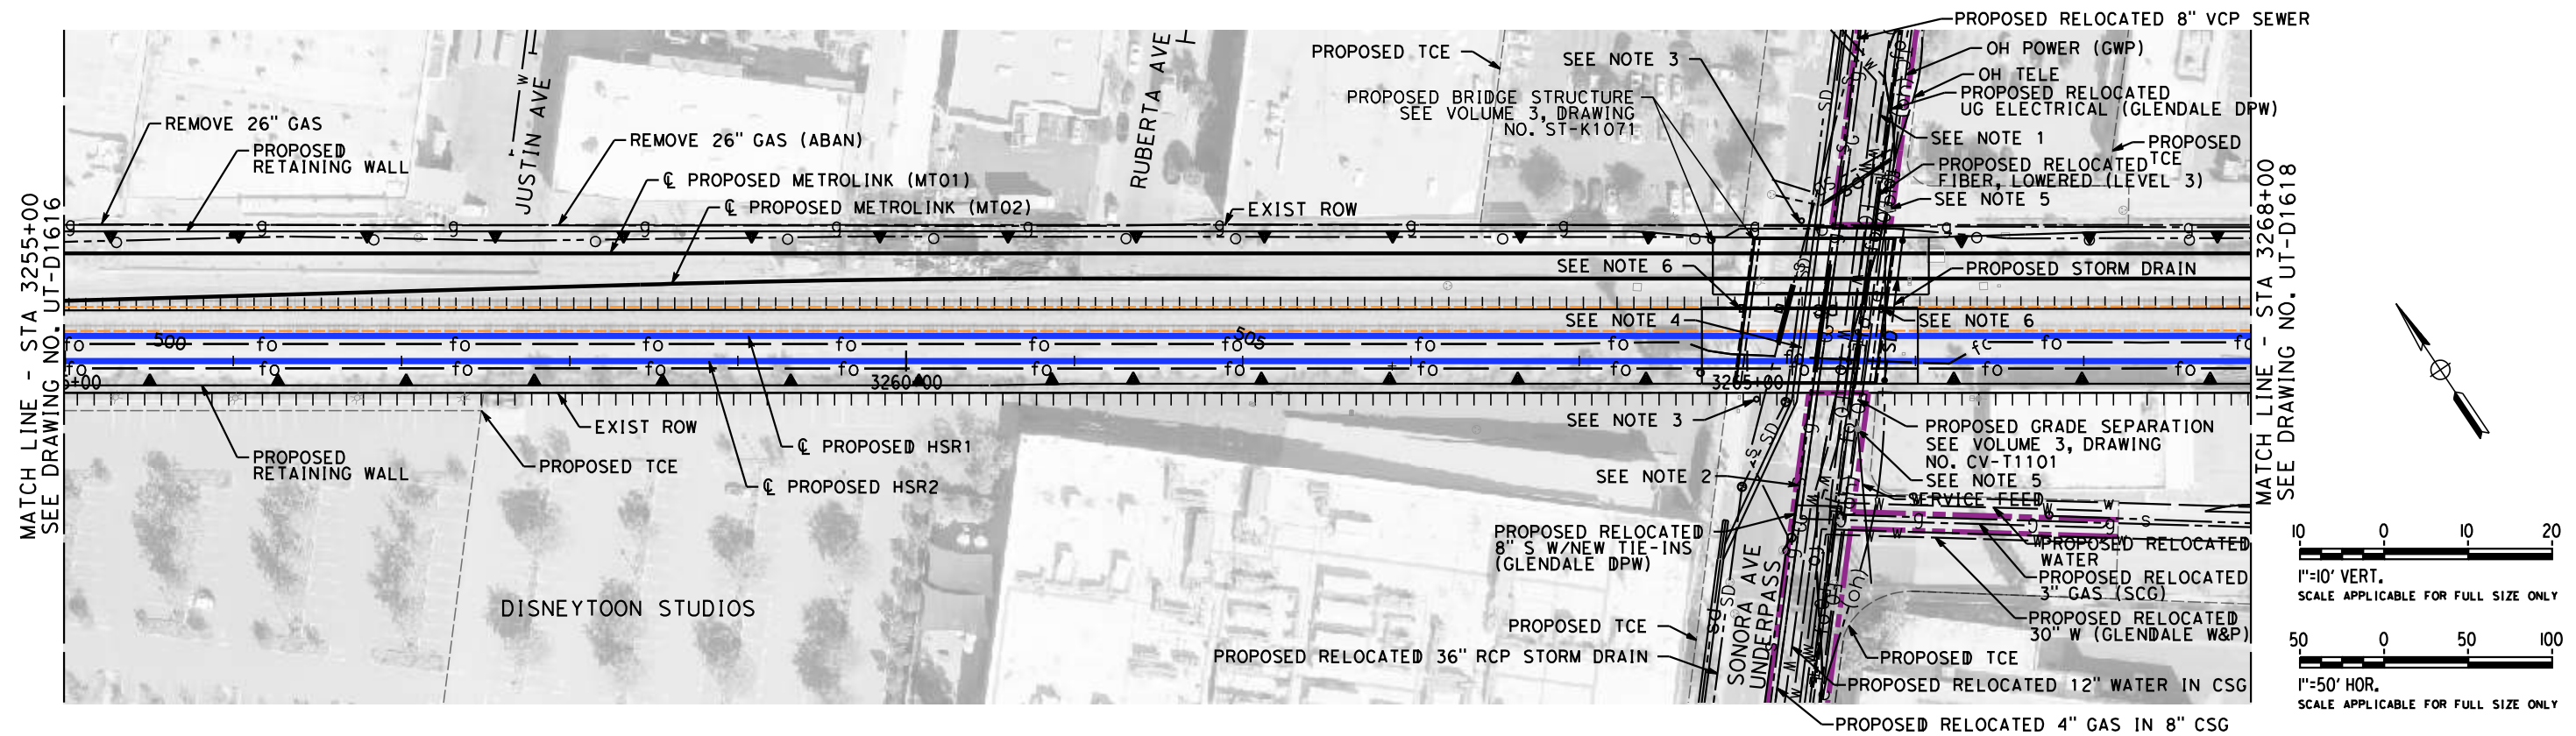 PROPOSED RELOCATED 8" VCP SEWER
PROPOSED TCE
SEE NOTE 3
OH POWER (GWP)
OH TELE
PROPOSED RELOCATED
UG ELECTRICAL (GLENDALE DPW)
PROPOSED BRIDGE STRUCTURE
SEE VOLUME 3, DRAWING
NO. ST-K1071
SEE NOTE 1
PROPOSED
TCE
PROPOSED RELOCATED
FIBER, LOWERED (LEVEL 3)
SEE NOTE 5
JUSTIN AVE
RUBERTA AVE
REMOVE 26" GAS
PROPOSED
RETAINING WALL
REMOVE 26" GAS (ABAN)
℄ PROPOSED METROLINK (MT01)
℄ PROPOSED METROLINK (MT02)
EXIST ROW
MATCH LINE - STA 3255+00
SEE DRAWING NO. UT-D1616
MATCH LINE - STA 3268+00
SEE DRAWING NO. UT-D1618
SEE NOTE 6
PROPOSED STORM DRAIN
SEE NOTE 4
SEE NOTE 6
500
505
5+00
3260+00
3265+00
SEE NOTE 3
EXIST ROW
PROPOSED
RETAINING WALL
PROPOSED TCE
℄ PROPOSED HSR1
℄ PROPOSED HSR2
PROPOSED GRADE SEPARATION
SEE VOLUME 3, DRAWING
NO. CV-T1101
SEE NOTE 5
SEE NOTE 2
SERVICE FEED
PROPOSED RELOCATED
8" S W/NEW TIE-INS
(GLENDALE DPW)
PROPOSED RELOCATED
WATER
PROPOSED RELOCATED
3" GAS (SCG)
PROPOSED RELOCATED
30" W (GLENDALE W&P)
DISNEYTOON STUDIOS
PROPOSED TCE
PROPOSED RELOCATED 36" RCP STORM DRAIN
SONORA AVE
UNDERPASS
PROPOSED TCE
PROPOSED RELOCATED 12" WATER IN CSG
PROPOSED RELOCATED 4" GAS IN 8" CSG
10 0 10 20
1"=10' VERT.
SCALE APPLICABLE FOR FULL SIZE ONLY
50 0 50 100
1"=50' HOR.
SCALE APPLICABLE FOR FULL SIZE ONLY